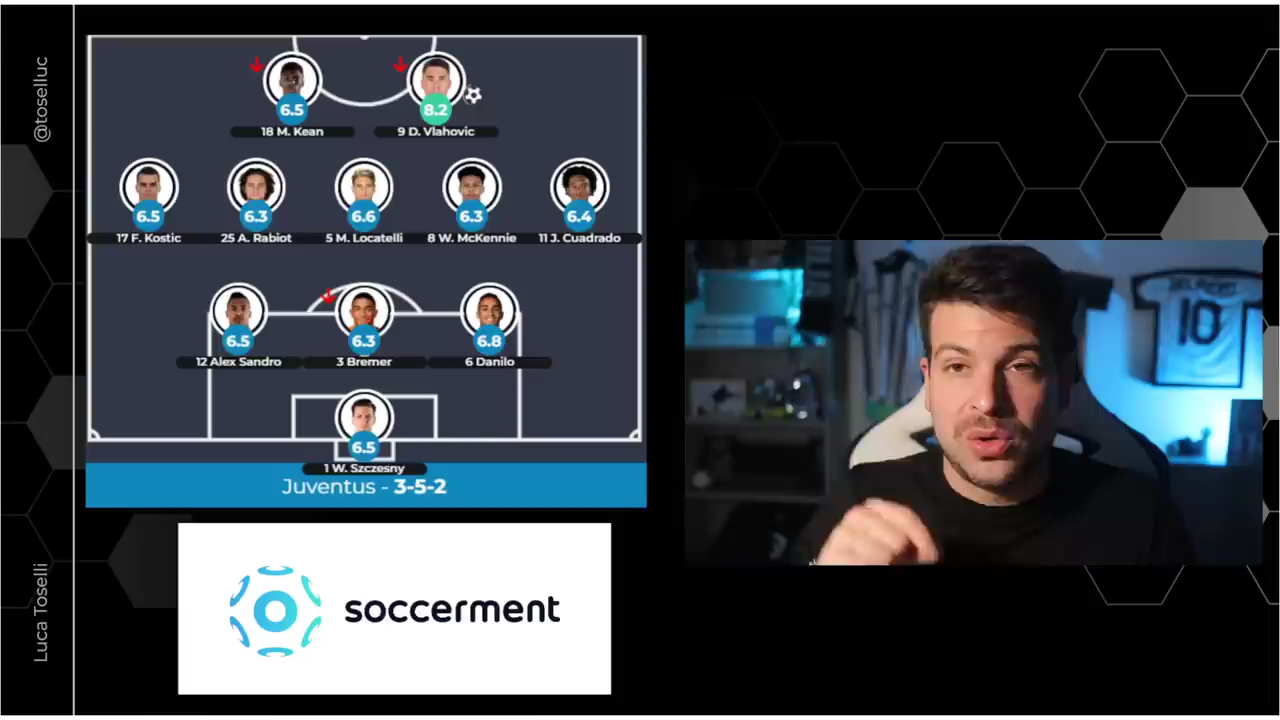 @toselluc
Luca Toselli
6.5
18 M. Kean
8.2
9 D. Vlahovic
6.5
17 F. Kostic
6.3
25 A. Rabiot
6.6
5 M. Locatelli
6.3
8 W. McKennie
6.4
11 J. Cuadrado
6.5
12 Alex Sandro
6.3
3 Bremer
6.8
6 Danilo
6.5
1 W. Szczesny
Juventus - 3-5-2
soccerment
10